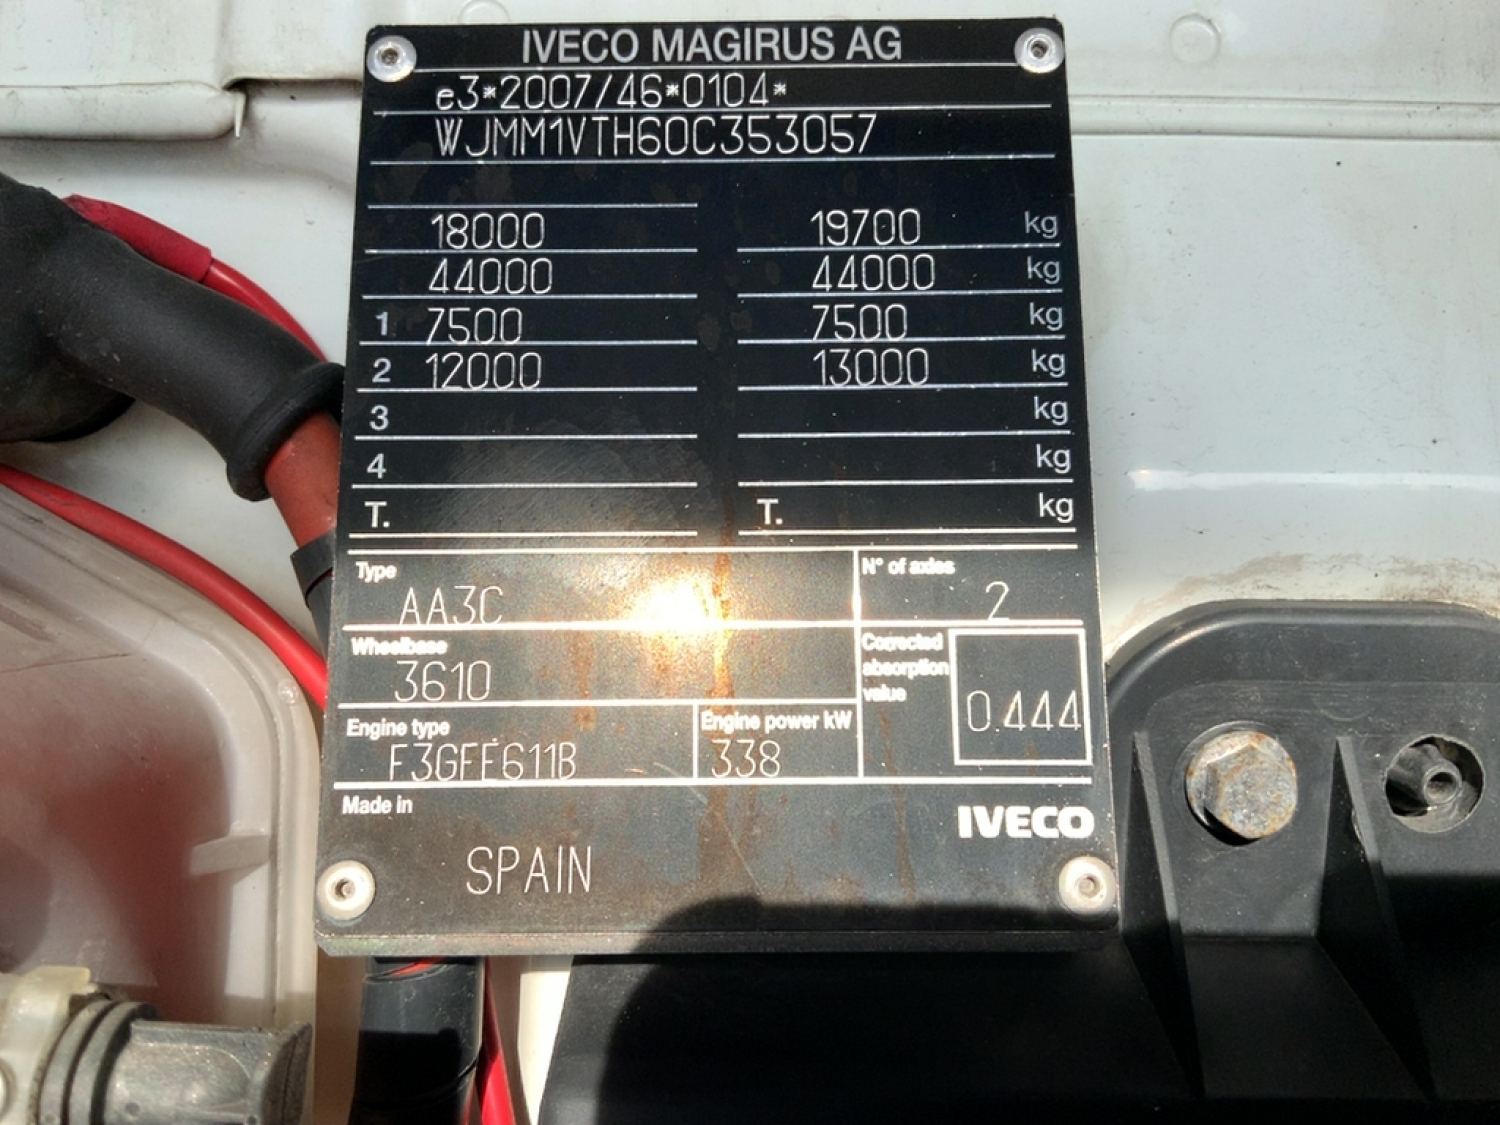 IVECO MAGIRUS AG
e3*2007/46*0104*
WJMM1VTH60C353057
18000 19700 kg
44000 44000 kg
1 7500 7500 kg
2 12000 13000 kg
3 kg
4 kg
T. T. kg
Type N° of axles
AA3C 2
Wheelbase Corrected absorption value
3610 0.444
Engine type Engine power kW
F3GFE611B 338
Made in IVECO
SPAIN